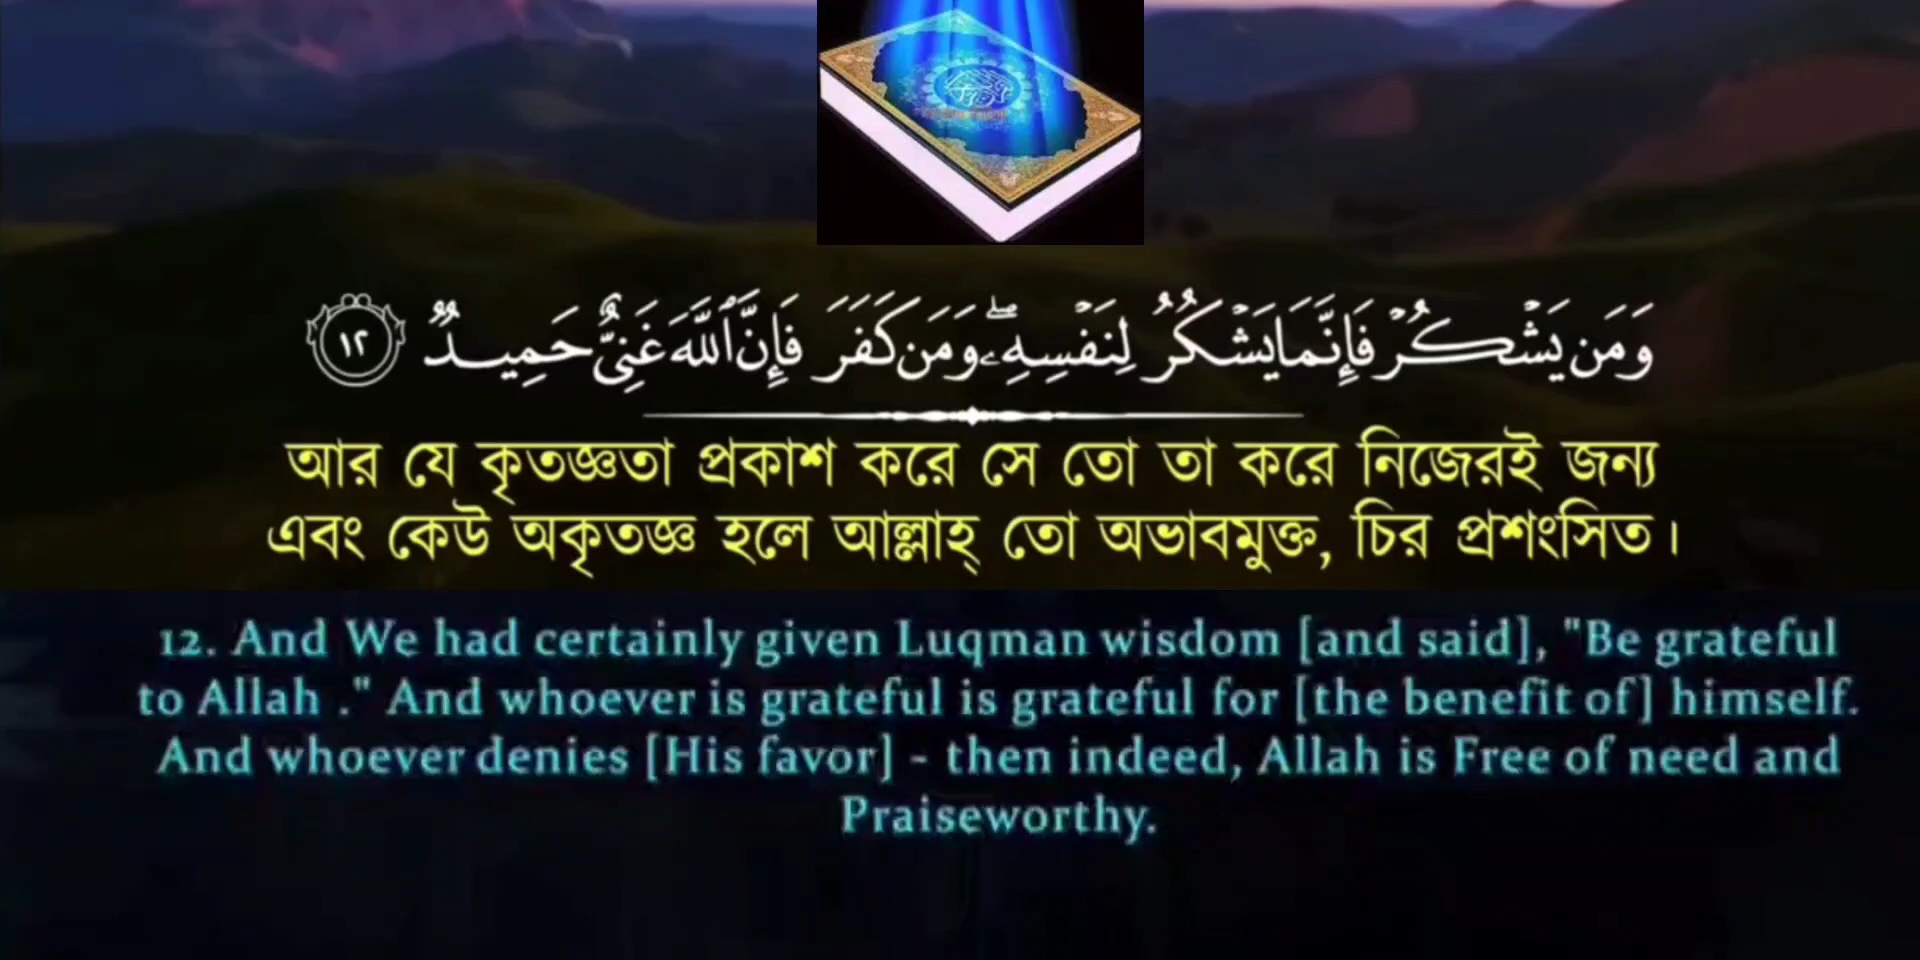 وَمَن يَشْكُرْ فَإِنَّمَا يَشْكُرُ لِنَفْسِهِۦ ۖ وَمَن كَفَرَ فَإِنَّ ٱللَّهَ غَنِىٌّ حَمِيدٌ ١٢
আর যে কৃতজ্ঞতা প্রকাশ করে সে তো তা করে নিজেরই জন্য
এবং কেউ অকৃতজ্ঞ হলে আল্লাহ্ তো অভাবমুক্ত, চির প্রশংসিত।
12. And We had certainly given Luqman wisdom [and said], "Be grateful
to Allah ." And whoever is grateful is grateful for [the benefit of] himself.
And whoever denies [His favor] - then indeed, Allah is Free of need and
Praiseworthy.